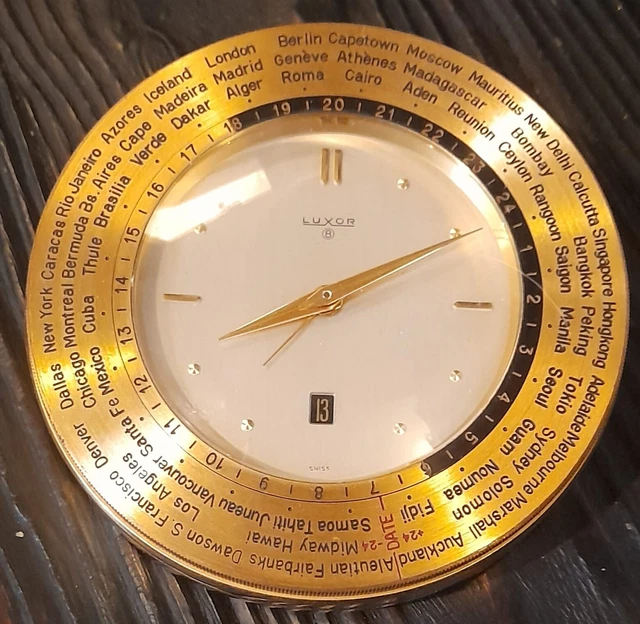 London Madrid Alger
Berlin Genève Roma
Capetown Athènes Cairo
Moscow Madagascar Aden
Mauritius Reunion
New Delhi Bombay Ceylon
Calcutta Rangoon
Singapore Bangkok Saigon
Hongkong Peking Manila
Adelaide Tokio Seoul
Melbourne Sydney Guam
Marshall Solomon Noumea
Auckland +24 Fidji
DATE
Aleutian -24 Midway Samoa
Fairbanks Hawai Tahiti
Dawson Juneau
S. Francisco Los Angeles Vancouver
Denver Santa Fe
Dallas Chicago Mexico
New York Montreal Cuba
Caracas Bermuda Thule
Rio Janeiro Bs. Aires Brasilia
Azores Cape Verde
Iceland Madeira Dakar
20 21 22 23 24 1 2 3 4 5 6 7 8 9 10 11 12 13 14 15 16 17 18 19
LUXOR
8
13
SWISS